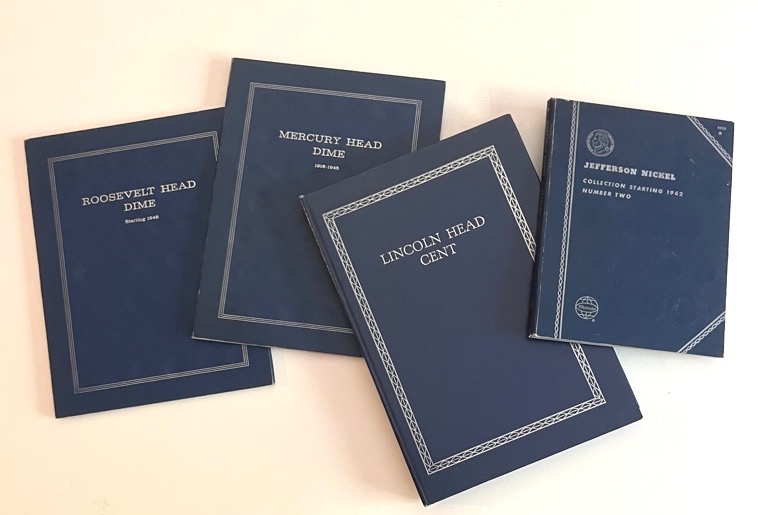 ROOSEVELT HEAD
DIME
Starting 1946
MERCURY HEAD
DIME
1916-1945
LINCOLN HEAD
CENT
JEFFERSON NICKEL
COLLECTION STARTING 1962
NUMBER TWO
Whitman